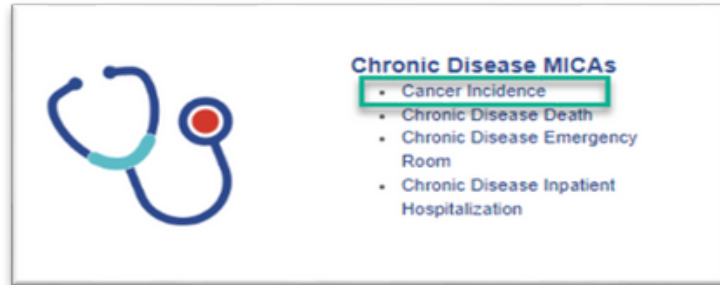 Chronic Disease MICAs
• Cancer Incidence
• Chronic Disease Death
• Chronic Disease Emergency
Room
• Chronic Disease Inpatient
Hospitalization